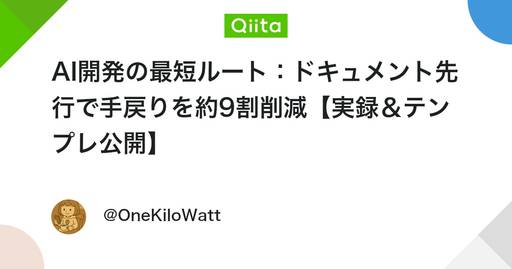 Qiita
AI開発の最短ルート：ドキュメント先
行で手戻りを約9割削減【実録＆テン
プレ公開】
@OneKiloWatt